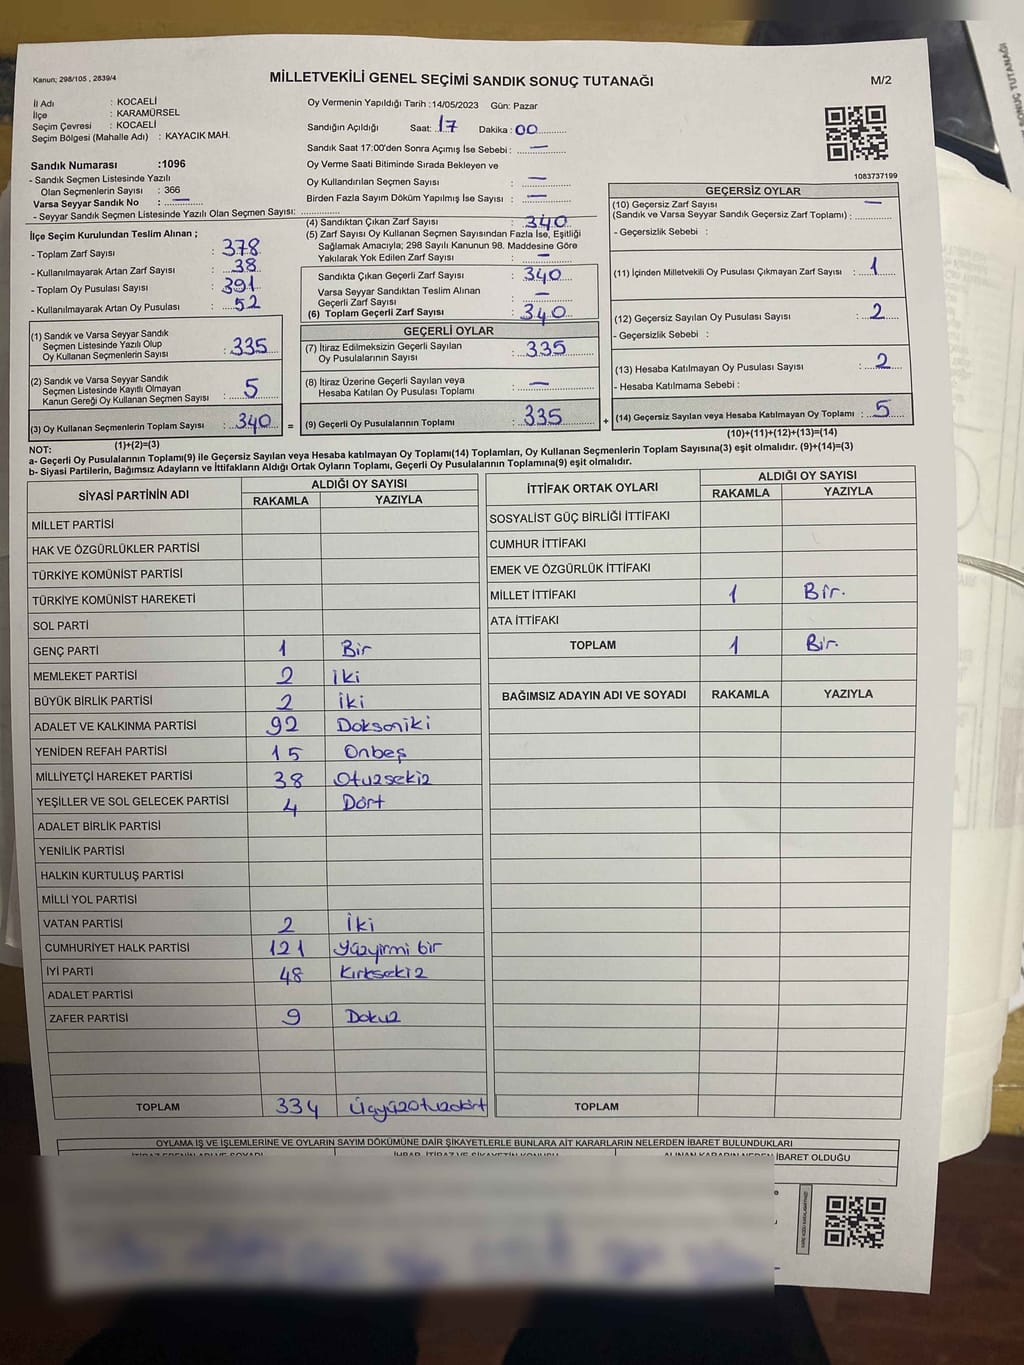 Kanun; 298/105 , 2839/4
MİLLETVEKİLİ GENEL SEÇİMİ SANDIK SONUÇ TUTANAĞI
M/2
İl Adı : KOCAELİ
İlçe : KARAMÜRSEL
Seçim Çevresi : KOCAELİ
Seçim Bölgesi (Mahalle Adı) : KAYACIK MAH.
Sandık Numarası :1096
- Sandık Seçmen Listesinde Yazılı
Olan Seçmenlerin Sayısı : 366
Varsa Seyyar Sandık No : —
- Seyyar Sandık Seçmen Listesinde Yazılı Olan Seçmen Sayısı:
Oy Vermenin Yapıldığı Tarih :14/05/2023 Gün: Pazar
Sandığın Açıldığı Saat: 17 Dakika : 00
Sandık Saat 17:00'den Sonra Açımış İse Sebebi : —
Oy Verme Saati Bitiminde Sırada Bekleyen ve
Oy Kullandırılan Seçmen Sayısı : —
Birden Fazla Sayım Döküm Yapılmış İse Sayısı : —
1083737199
İlçe Seçim Kurulundan Teslim Alınan ;
- Toplam Zarf Sayısı : 378
- Kullanılmayarak Artan Zarf Sayısı : 38
- Toplam Oy Pusulası Sayısı : 391
- Kullanılmayarak Artan Oy Pusulası : 52
(1) Sandık ve Varsa Seyyar Sandık
Seçmen Listesinde Yazılı Olup
Oy Kullanan Seçmenlerin Sayısı : 335
(2) Sandık ve Varsa Seyyar Sandık
Seçmen Listesinde Kayıtlı Olmayan
Kanun Gereği Oy Kullanan Seçmen Sayısı : 5
(3) Oy Kullanan Seçmenlerin Toplam Sayısı : 340 =
(1)+(2)=(3)
(4) Sandıktan Çıkan Zarf Sayısı : 340
(5) Zarf Sayısı Oy Kullanan Seçmen Sayısından Fazla İse, Eşitliği
Sağlamak Amacıyla; 298 Sayılı Kanunun 98. Maddesine Göre
Yakılarak Yok Edilen Zarf Sayısı : —
Sandıkta Çıkan Geçerli Zarf Sayısı : 340
Varsa Seyyar Sandıktan Teslim Alınan
Geçerli Zarf Sayısı : —
(6) Toplam Geçerli Zarf Sayısı : 340
GEÇERLİ OYLAR
(7) İtiraz Edilmeksizin Geçerli Sayılan
Oy Pusulalarının Sayısı : 335
(8) İtiraz Üzerine Geçerli Sayılan veya
Hesaba Katılan Oy Pusulası Toplamı : —
(9) Geçerli Oy Pusulalarının Toplamı : 335 +
GEÇERSİZ OYLAR
(10) Geçersiz Zarf Sayısı —
(Sandık ve Varsa Seyyar Sandık Geçersiz Zarf Toplamı) :
- Geçersizlik Sebebi :
(11) İçinden Milletvekili Oy Pusulası Çıkmayan Zarf Sayısı : 1
(12) Geçersiz Sayılan Oy Pusulası Sayısı : 2
- Geçersizlik Sebebi :
(13) Hesaba Katılmayan Oy Pusulası Sayısı : 2
- Hesaba Katılmama Sebebi :
(14) Geçersiz Sayılan veya Hesaba Katılmayan Oy Toplamı : 5
(10)+(11)+(12)+(13)=(14)
NOT:
a- Geçerli Oy Pusulalarının Toplamı(9) ile Geçersiz Sayılan veya Hesaba katılmayan Oy Toplamı(14) Toplamları, Oy Kullanan Seçmenlerin Toplam Sayısına(3) eşit olmalıdır. (9)+(14)=(3)
b- Siyasi Partilerin, Bağımsız Adayların ve İttifakların Aldığı Ortak Oyların Toplamı, Geçerli Oy Pusulalarının Toplamına(9) eşit olmalıdır.
SİYASİ PARTİNİN ADI ALDIĞI OY SAYISI
RAKAMLA YAZIYLA
MİLLET PARTİSİ
HAK VE ÖZGÜRLÜKLER PARTİSİ
TÜRKİYE KOMÜNİST PARTİSİ
TÜRKİYE KOMÜNİST HAREKETİ
SOL PARTİ
GENÇ PARTİ 1 Bir
MEMLEKET PARTİSİ 2 iki
BÜYÜK BİRLİK PARTİSİ 2 iki
ADALET VE KALKINMA PARTİSİ 92 Doksaniki
YENİDEN REFAH PARTİSİ 15 Onbeş
MİLLİYETÇİ HAREKET PARTİSİ 38 Otuzsekiz
YEŞİLLER VE SOL GELECEK PARTİSİ 4 Dört
ADALET BİRLİK PARTİSİ
YENİLİK PARTİSİ
HALKIN KURTULUŞ PARTİSİ
MİLLİ YOL PARTİSİ
VATAN PARTİSİ 2 İki
CUMHURİYET HALK PARTİSİ 121 Yüzyirmi bir
İYİ PARTİ 48 Kırksekiz
ADALET PARTİSİ
ZAFER PARTİSİ 9 Dokuz
TOPLAM 334 Üçyüzotuzdört
İTTİFAK ORTAK OYLARI ALDIĞI OY SAYISI
RAKAMLA YAZIYLA
SOSYALİST GÜÇ BİRLİĞİ İTTİFAKI
CUMHUR İTTİFAKI
EMEK VE ÖZGÜRLÜK İTTİFAKI
MİLLET İTTİFAKI 1 Bir.
ATA İTTİFAKI
TOPLAM 1 Bir.
BAĞIMSIZ ADAYIN ADI VE SOYADI RAKAMLA YAZIYLA
TOPLAM
OYLAMA İŞ VE İŞLEMLERİNE VE OYLARIN SAYIM DÖKÜMÜNE DAİR ŞİKAYETLERLE BUNLARA AİT KARARLARIN NELERDEN İBARET BULUNDUKLARI
İBARET OLDUĞU
SONUÇ TUTANAĞI